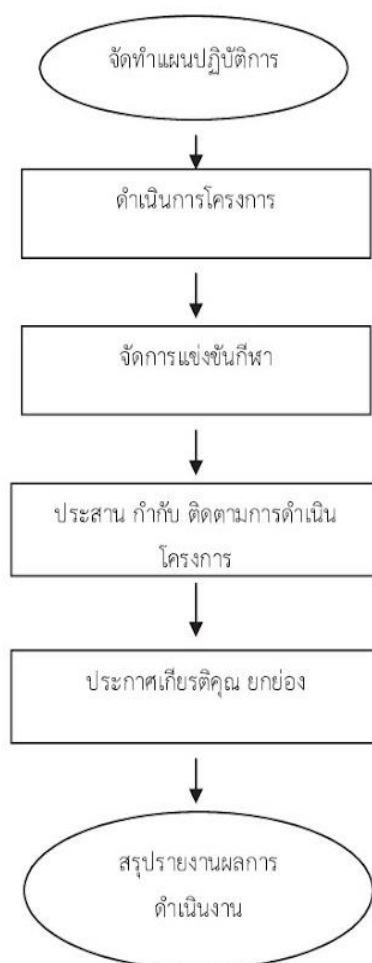 จัดทำแผนปฏิบัติการ
ดำเนินการโครงการ
จัดการแข่งขันกีฬา
ประสาน กำกับ ติดตามการดำเนิน
โครงการ
ประกาศเกียรติคุณ ยกย่อง
สรุปรายงานผลการ
ดำเนินงาน